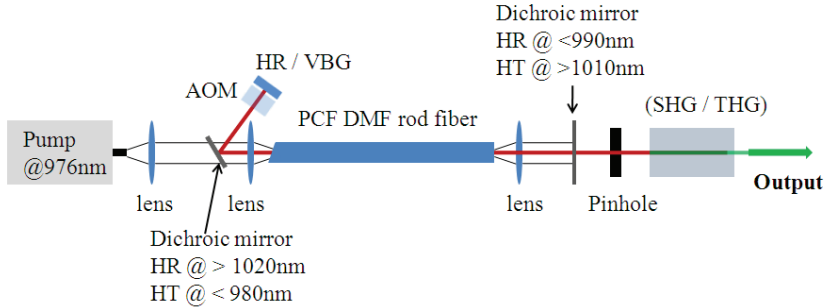 Dichroic mirror
HR @ <990nm
HT @ >1010nm
HR / VBG
AOM
PCF DMF rod fiber
(SHG / THG)
Pump
@976nm
lens
lens
lens
Pinhole
Output
Dichroic mirror
HR @ > 1020nm
HT @ < 980nm